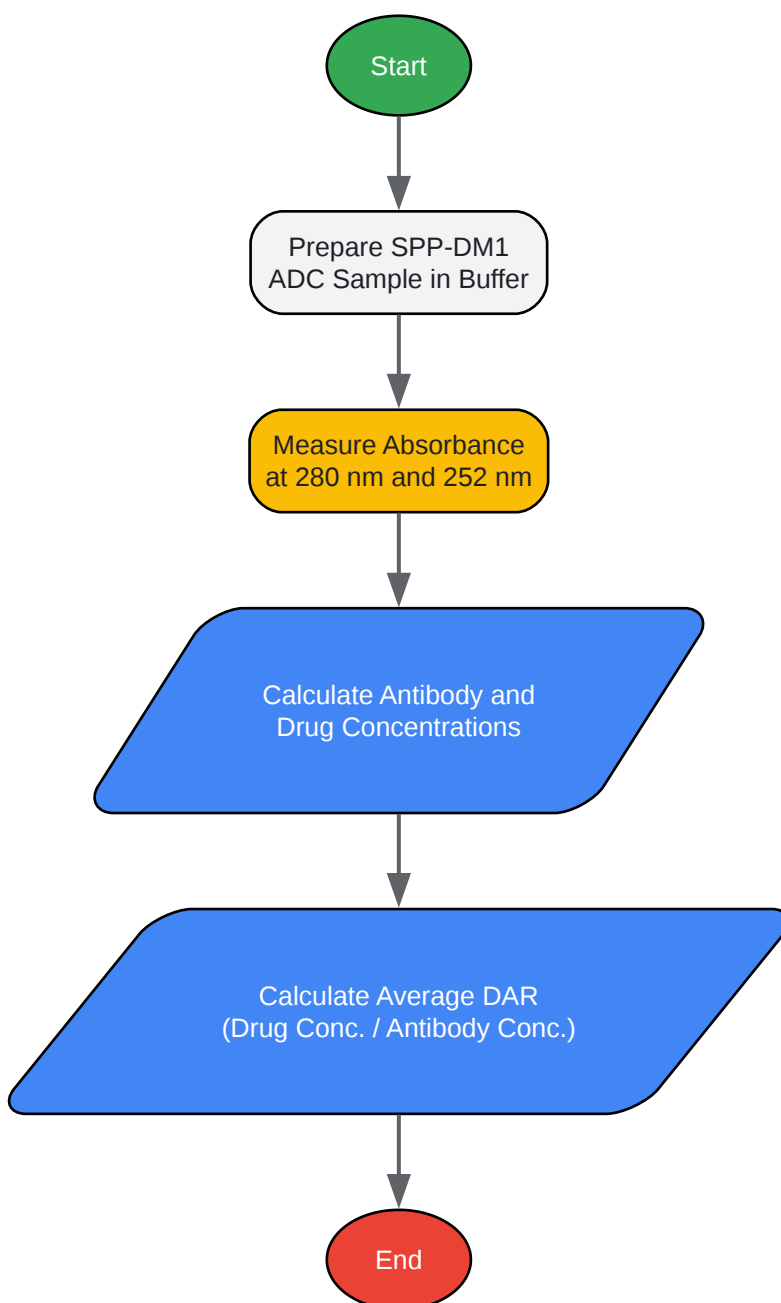 Start
Prepare SPP-DM1
ADC Sample in Buffer
Measure Absorbance
at 280 nm and 252 nm
Calculate Antibody and
Drug Concentrations
Calculate Average DAR
(Drug Conc. / Antibody Conc.)
End